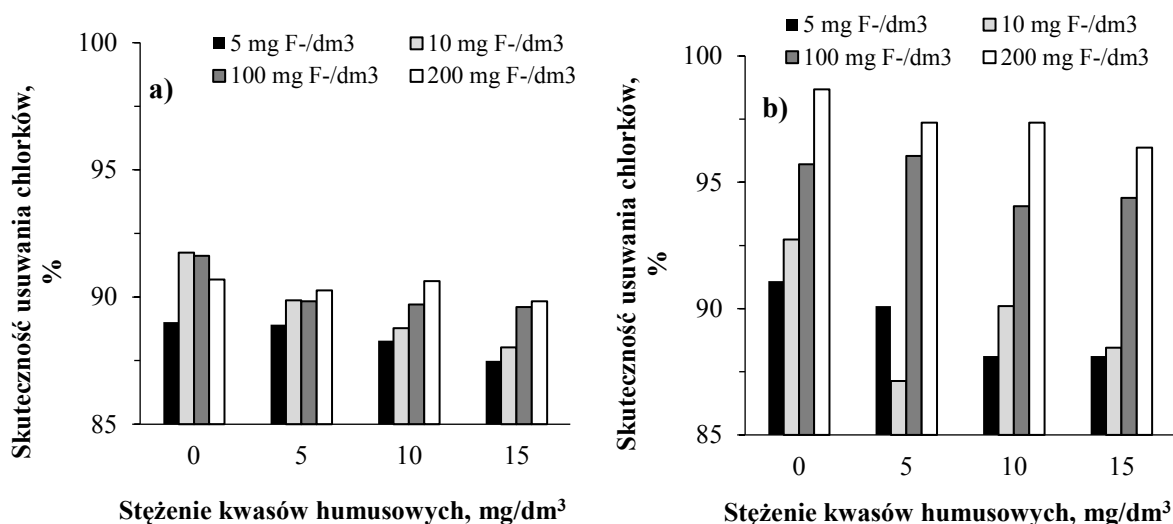 Skuteczność usuwania chlorków,
%
100
95
90
85
5 mg F-/dm3
10 mg F-/dm3
100 mg F-/dm3
200 mg F-/dm3
a)
0
5
10
15
Stężenie kwasów humusowych, mg/dm³
Skuteczność usuwania chlorków,
%
100
95
90
85
5 mg F-/dm3
10 mg F-/dm3
100 mg F-/dm3
200 mg F-/dm3
b)
0
5
10
15
Stężenie kwasów humusowych, mg/dm³